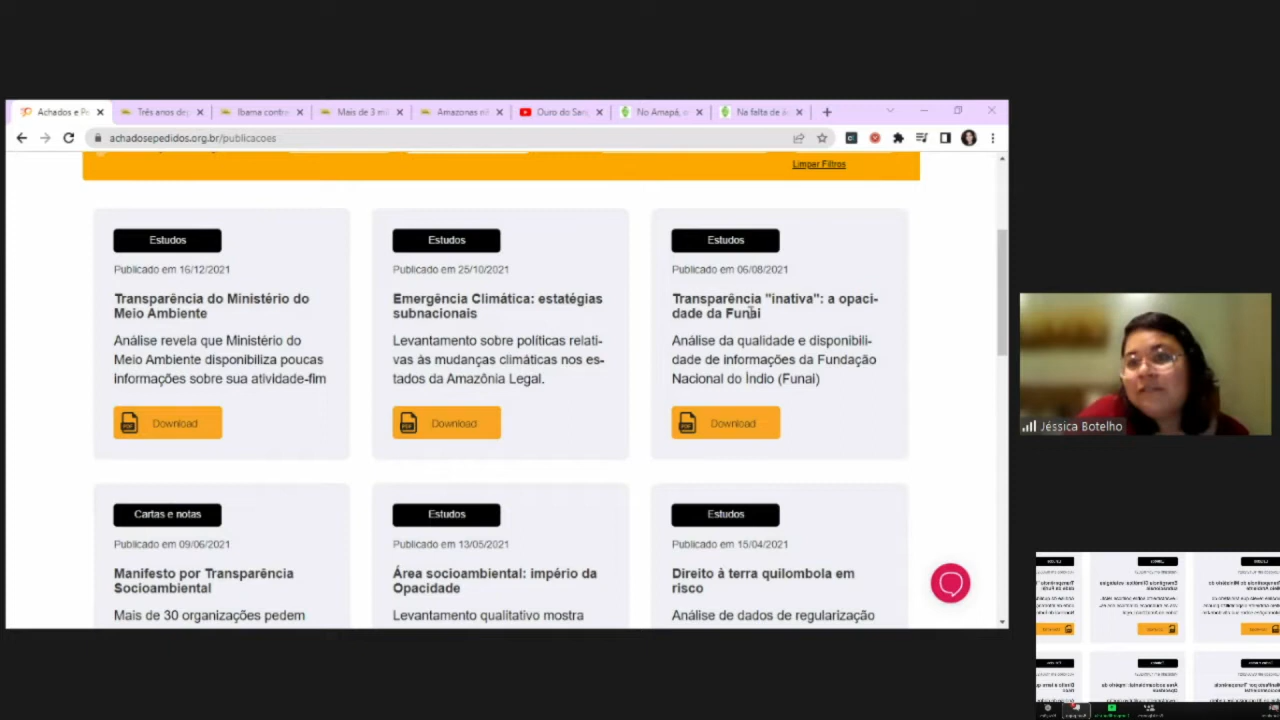 Achados e Pe
Três anos de
Ibama contra
Mais de 3 mi
Amazonas
Ouro do San
No Amapá, o
Na falta de
achadosepedidos.org.br/publicacoes
Limpar Filtros
Estudos
Publicado em 16/12/2021
Transparência do Ministério do
Meio Ambiente
Análise revela que Ministério do
Meio Ambiente disponibiliza poucas
informações sobre sua atividade-fim
Download
Estudos
Publicado em 25/10/2021
Emergência Climática: estatégias
subnacionais
Levantamento sobre políticas relati-
vas às mudanças climáticas nos es-
tados da Amazônia Legal.
Download
Estudos
Publicado em 06/08/2021
Transparência "inativa": a opaci-
dade da Funai
Análise da qualidade e disponibili-
dade de informações da Fundação
Nacional do Índio (Funai)
Download
Cartas e notas
Publicado em 09/06/2021
Manifesto por Transparência
Socioambiental
Mais de 30 organizações pedem
Estudos
Publicado em 13/05/2021
Área socioambiental: império da
Opacidade
Levantamento qualitativo mostra
Estudos
Publicado em 15/04/2021
Direito à terra quilombola em
risco
Análise de dados de regularização
Jéssica Botelho